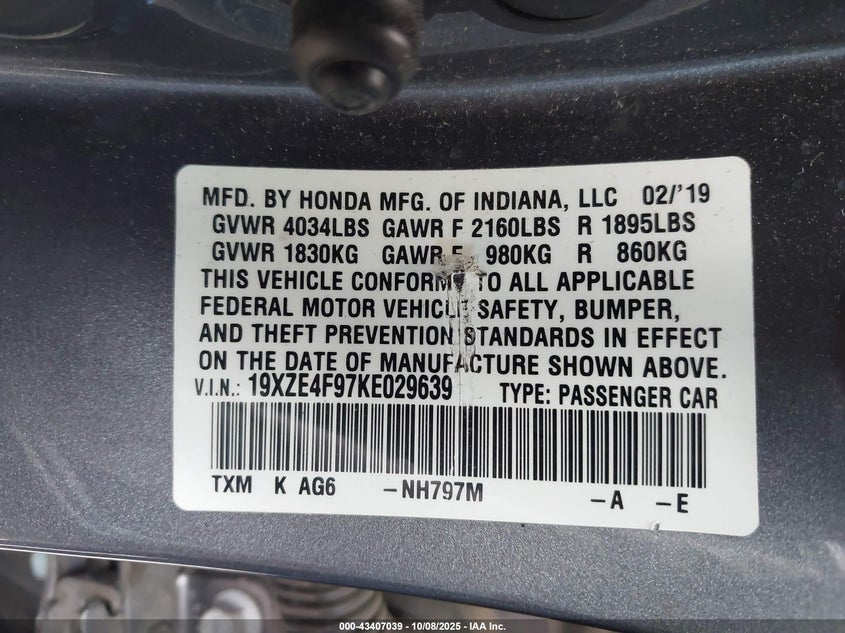 MFD. BY HONDA MFG. OF INDIANA, LLC 02/'19
GVWR 4034LBS GAWR F 2160LBS R 1895LBS
GVWR 1830KG GAWR F 980KG R 860KG
THIS VEHICLE CONFORMS TO ALL APPLICABLE
FEDERAL MOTOR VEHICLE SAFETY, BUMPER,
AND THEFT PREVENTION STANDARDS IN EFFECT
ON THE DATE OF MANUFACTURE SHOWN ABOVE.
V.I.N.: 19XZE4F97KE029639 TYPE: PASSENGER CAR
TXM K AG6 -NH797M -A -E
000-43407039 | 10/08/2025 - IAA Inc.